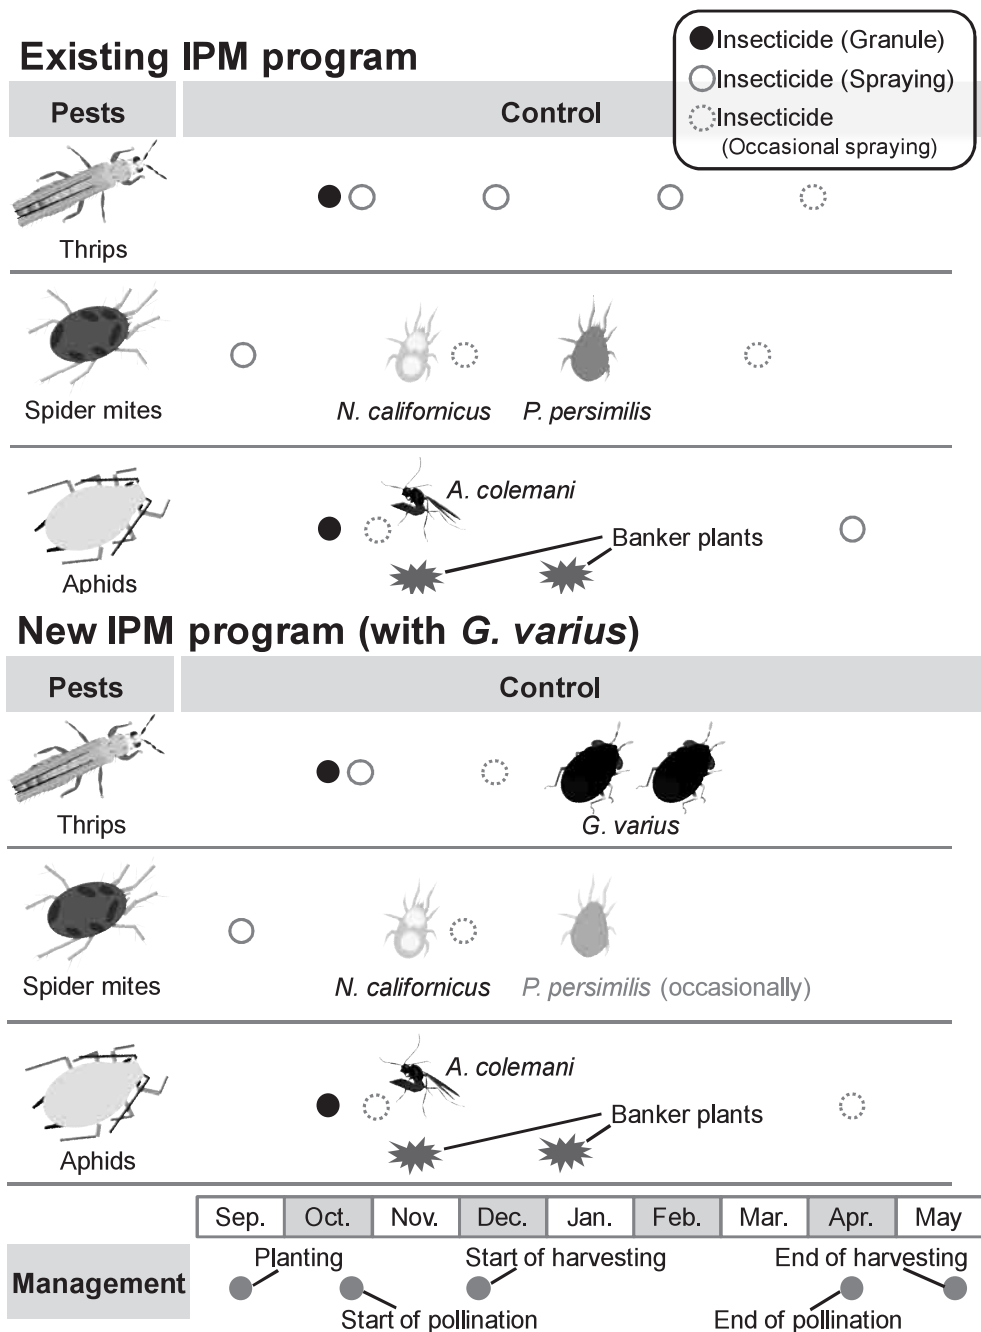 Existing IPM program
Insecticide (Granule)
Insecticide (Spraying)
Insecticide
(Occasional spraying)
Pests
Control
Thrips
Spider mites
N. californicus
P. persimilis
A. colemani
Banker plants
Aphids
New IPM program (with G. varius)
Pests
Control
Thrips
G. varius
Spider mites
N. californicus
P. persimilis (occasionally)
A. colemani
Banker plants
Aphids
Sep. Oct. Nov. Dec. Jan. Feb. Mar. Apr. May
Planting
Start of harvesting
End of harvesting
Management
Start of pollination
End of pollination